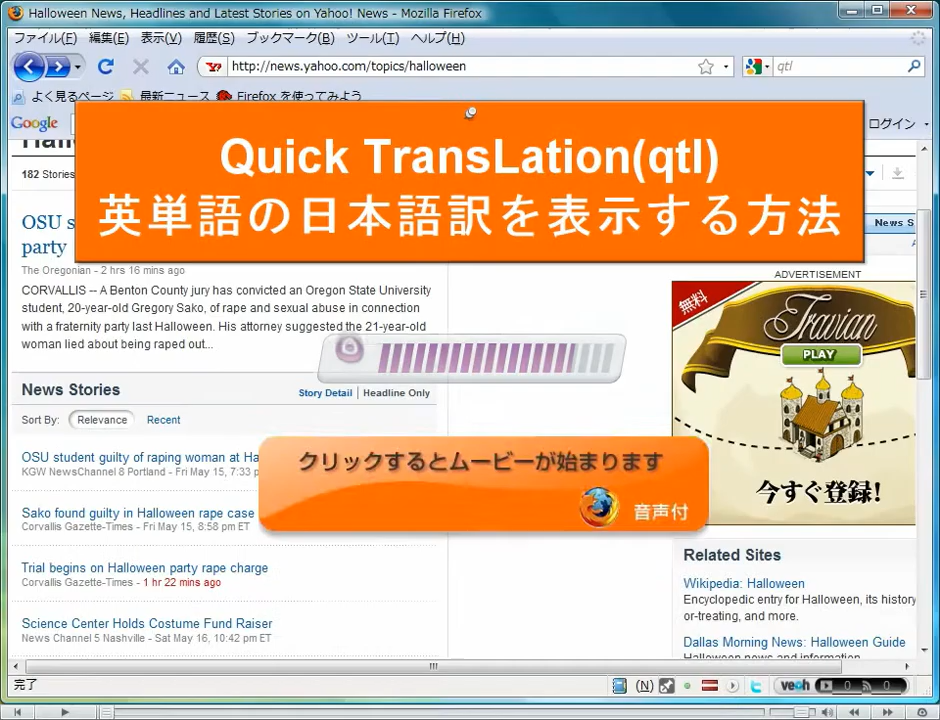 Halloween News, Headlines and Latest Stories on Yahoo! News - Mozilla Firefox
ファイル(F) 編集(E) 表示(V) 履歴(S) ブックマーク(B) ツール(T) ヘルプ(H)
http://news.yahoo.com/topics/halloween
qtl
よく見るページ 最新ニュース Firefox を使ってみよう
Google
ログイン
Quick TransLation(qtl)
英単語の日本語訳を表示する方法
182 Stories
OSU s
party
News S
The Oregonian - 2 hrs 16 mins ago
CORVALLIS -- A Benton County jury has convicted an Oregon State University
student, 20-year-old Gregory Sako, of rape and sexual abuse in connection
with a fraternity party last Halloween. His attorney suggested the 21-year-old
woman lied about being raped out...
ADVERTISEMENT
無料
Travian
PLAY
今すぐ登録!
News Stories
Story Detail | Headline Only
Sort By: Relevance Recent
OSU student guilty of raping woman at Ha
KGW NewsChannel 8 Portland - Fri May 15, 7:33 p
クリックするとムービーが始まります
音声付
Sako found guilty in Halloween rape case
Corvallis Gazette-Times - Fri May 15, 8:58 pm ET
Trial begins on Halloween party rape charge
Corvallis Gazette-Times - 1 hr 22 mins ago
Science Center Holds Costume Fund Raiser
News Channel 5 Nashville - Sat May 16, 10:42 pm ET
Related Sites
Wikipedia: Halloween
Encyclopedic entry for Halloween, its history
or-treating, and more.
Dallas Morning News: Halloween Guide
完了
(N)
veoh 0 0